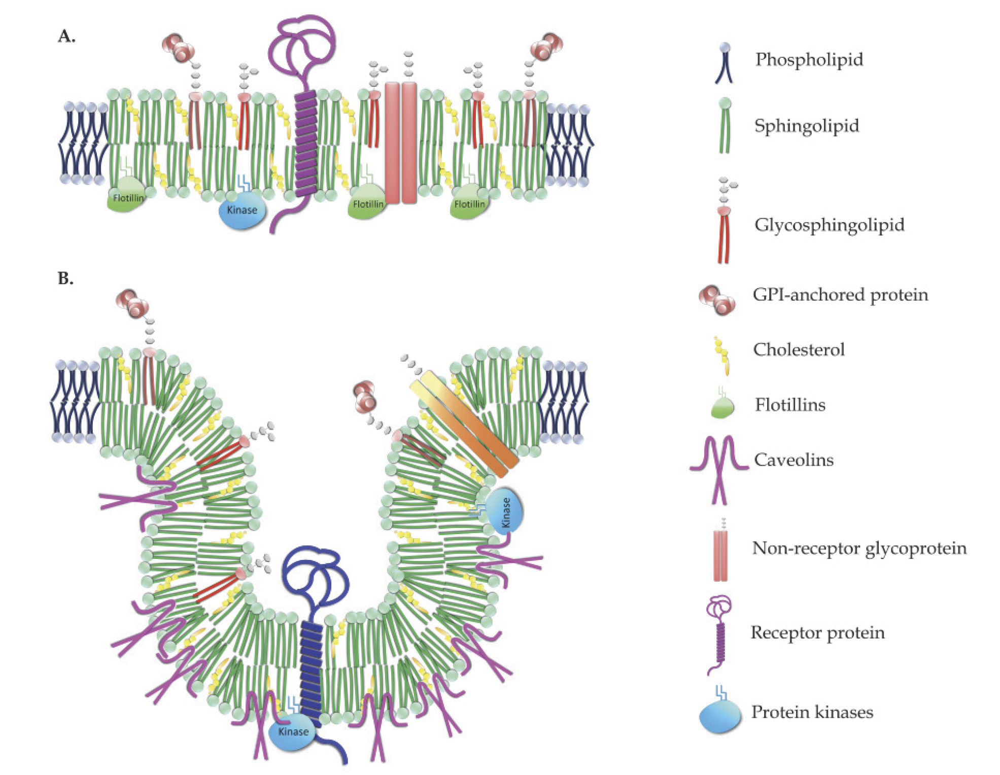 A.
Flotillin
Kinase
Flotillin
Flotillin
B.
Kinase
Kinase
Phospholipid
Sphingolipid
Glycosphingolipid
GPI-anchored protein
Cholesterol
Flotillins
Caveolins
Non-receptor glycoprotein
Receptor protein
Protein kinases